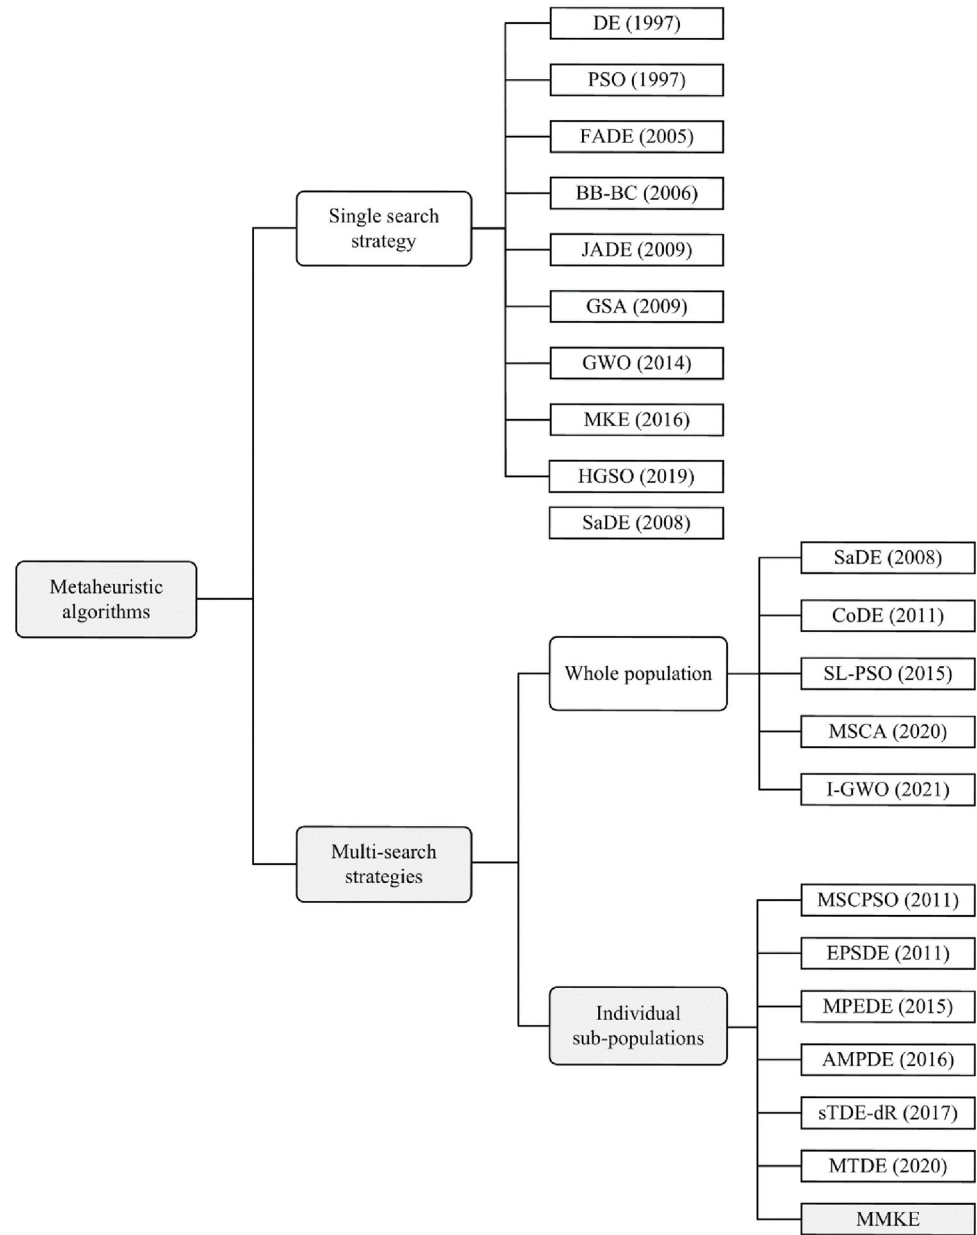 DE (1997)
PSO (1997)
FADE (2005)
BB-BC (2006)
Single search
strategy
JADE (2009)
GSA (2009)
GWO (2014)
MKE (2016)
HGSO (2019)
SaDE (2008)
Metaheuristic
algorithms
SaDE (2008)
CoDE (2011)
Whole population
SL-PSO (2015)
MSCA (2020)
I-GWO (2021)
Multi-search
strategies
MSCPSO (2011)
EPSDE (2011)
MPEDE (2015)
Individual
sub-populations
AMPDE (2016)
sTDE-dR (2017)
MTDE (2020)
MMKE